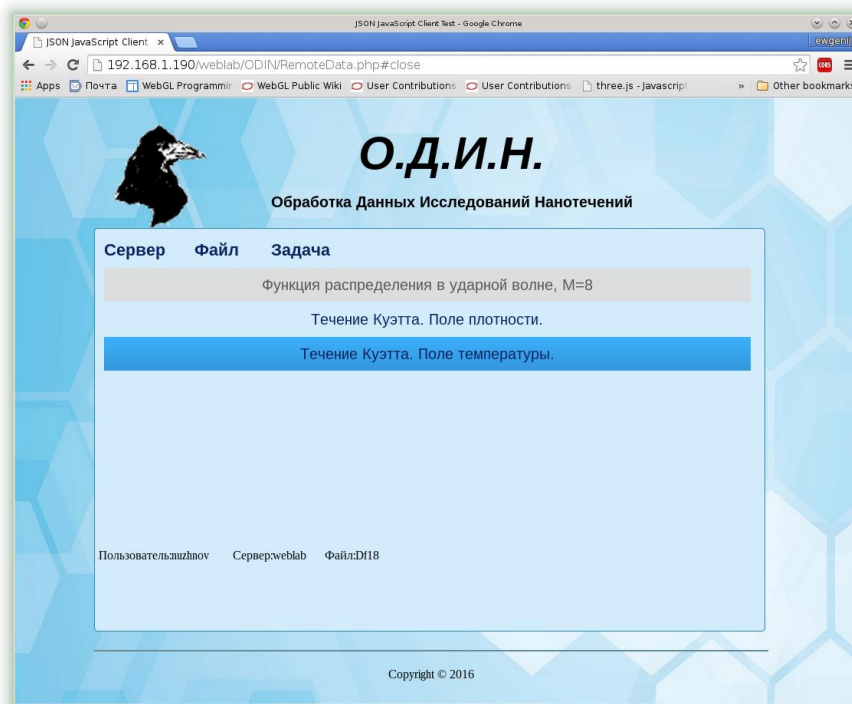 JSON JavaScript Client Test - Google Chrome
JSON JavaScript Client
192.168.1.190/weblab/ODIN/RemoteData.php#close
Apps Почта WebGL Programmin WebGL Public Wiki User Contributions User Contributions three.js - Javascrip » Other bookmarks
О.Д.И.Н.
Обработка Данных Исследований Нанотечений
Сервер Файл Задача
Функция распределения в ударной волне, М=8
Течение Куэтта. Поле плотности.
Течение Куэтта. Поле температуры.
Пользователь:nuzhnov Сервер:weblab Файл:Df18
Copyright © 2016